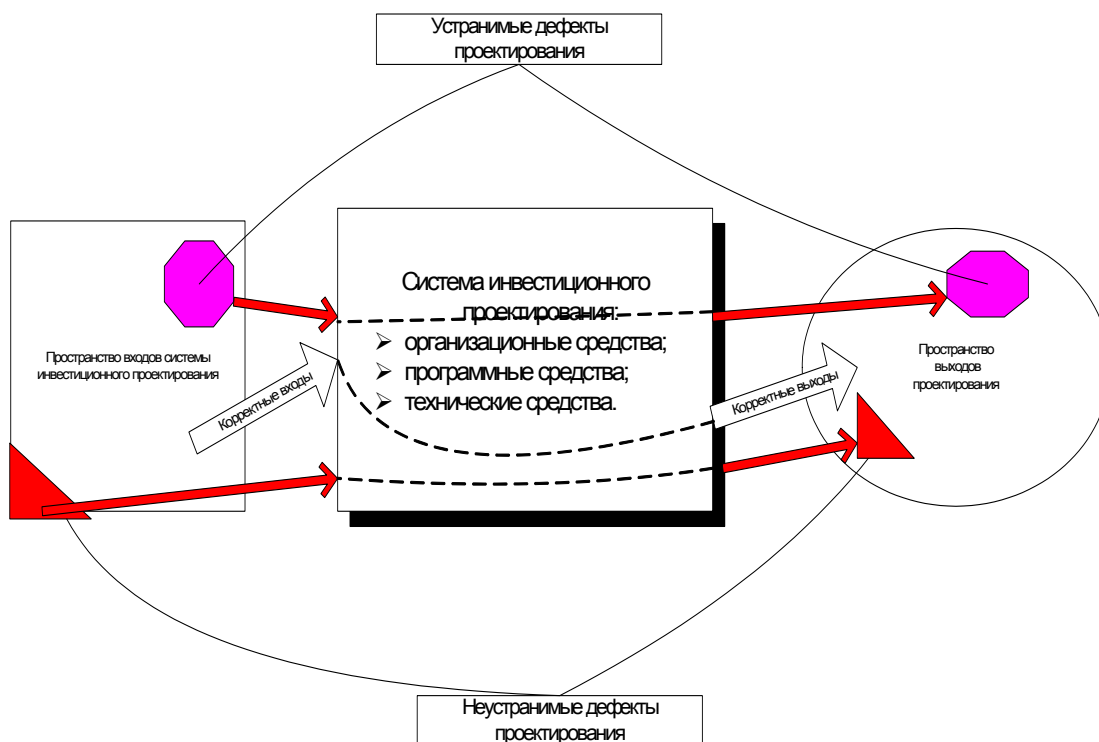 Устранимые дефекты
проектирования
Система инвестиционного
проектирования:
организационные средства;
программные средства;
технические средства.
Пространство входов системы
инвестиционного проектирования
Корректные входы
Корректные выходы
Пространство
выходов
проектирования
Неустранимые дефекты
проектирования